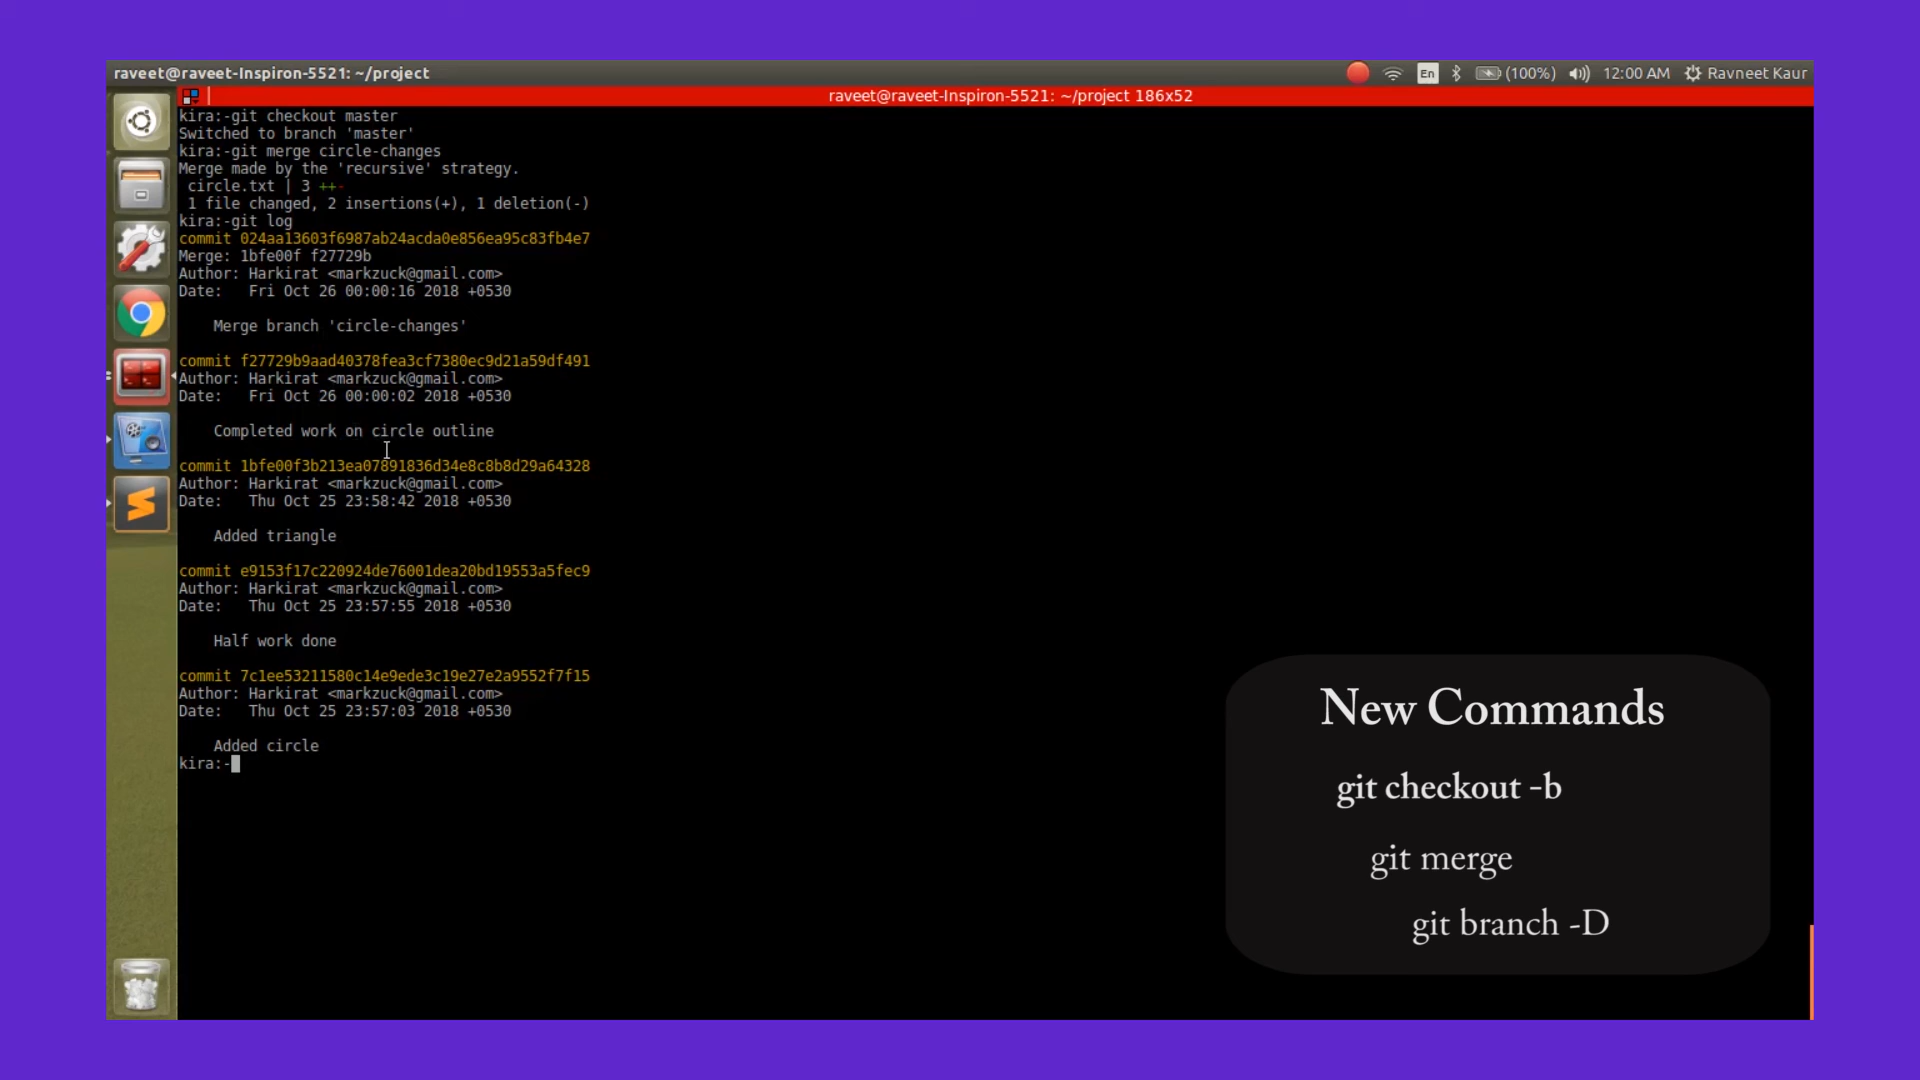 raveet@raveet-Inspiron-5521: ~/project
En (100%) 12:00 AM Ravneet Kaur
raveet@raveet-Inspiron-5521: ~/project 186x52
kira:-git checkout master
Switched to branch 'master'
kira:-git merge circle-changes
Merge made by the 'recursive' strategy.
circle.txt | 3 ++-
1 file changed, 2 insertions(+), 1 deletion(-)
kira:-git log
commit 024aa13603f6987ab24acda0e856ea95c83fb4e7
Merge: 1bfe00f f27729b
Author: Harkirat <markzuck@gmail.com>
Date:   Fri Oct 26 00:00:16 2018 +0530
Merge branch 'circle-changes'
commit f27729b9aad40378fea3cf7380ec9d21a59df491
Author: Harkirat <markzuck@gmail.com>
Date:   Fri Oct 26 00:00:02 2018 +0530
Completed work on circle outline
commit 1bfe00f3b213ea07891836d34e8c8b8d29a64328
Author: Harkirat <markzuck@gmail.com>
Date:   Thu Oct 25 23:58:42 2018 +0530
Added triangle
commit e9153f17c220924de76001dea20bd19553a5fec9
Author: Harkirat <markzuck@gmail.com>
Date:   Thu Oct 25 23:57:55 2018 +0530
Half work done
commit 7c1ee53211580c14e9ede3c19e27e2a9552f7f15
Author: Harkirat <markzuck@gmail.com>
Date:   Thu Oct 25 23:57:03 2018 +0530
Added circle
kira:-
New Commands
git checkout -b
git merge
git branch -D